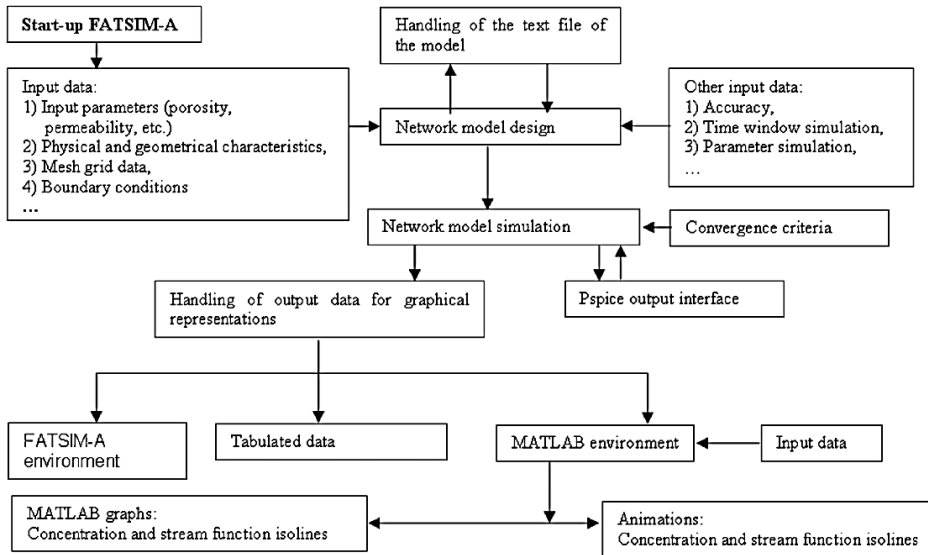 Start-up FATSIM-A
Handling of the text file of
the model
Input data:
1) Input parameters (porosity,
permeability, etc.)
2) Physical and geometrical characteristics,
3) Mesh grid data,
4) Boundary conditions
...
Network model design
Other input data:
1) Accuracy,
2) Time window simulation,
3) Parameter simulation,
...
Network model simulation
Convergence criteria
Handling of output data for graphical
representations
Pspice output interface
FATSIM-A
environment
Tabulated data
MATLAB environment
Input data
MATLAB graphs:
Concentration and stream function isolines
Animations:
Concentration and stream function isolines